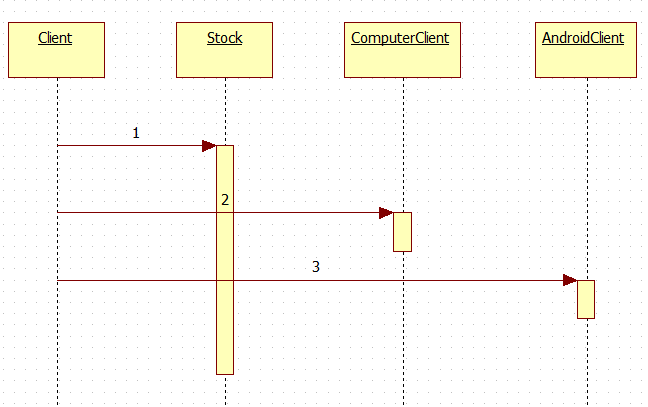 Client
Stock
ComputerClient
AndroidClient
1
2
3